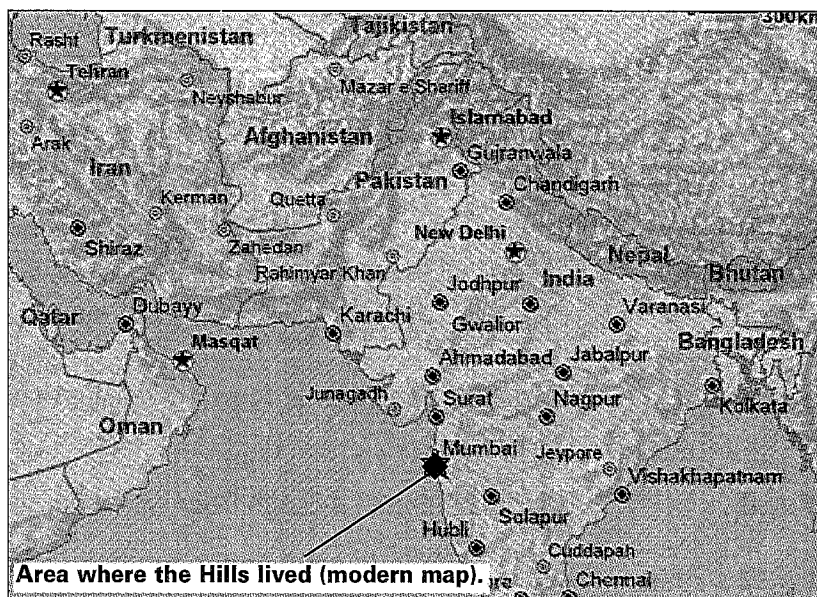 300km
Tajikistan
Turkmenistan
Rasht
Tehran
Neyshabur
Mazar e Shariff
Islamabad
Afghanistan
Arak
Gujranwala
Iran
Pakistan
Chandigarh
Kerman
Quetta
New Delhi
Shiraz
Zahedan
Nepal
Rahimyar Khan
Bhutan
Jodhpur
India
Qatar
Dubayy
Karachi
Gwalior
Varanasi
Masqat
Ahmadabad
Jabalpur
Bangladesh
Junagadh
Surat
Nagpur
Kolkata
Oman
Mumbai
Jeypore
Vishakhapatnam
Solapur
Hubli
Cuddapah
Area where the Hills lived (modern map).
Chennai